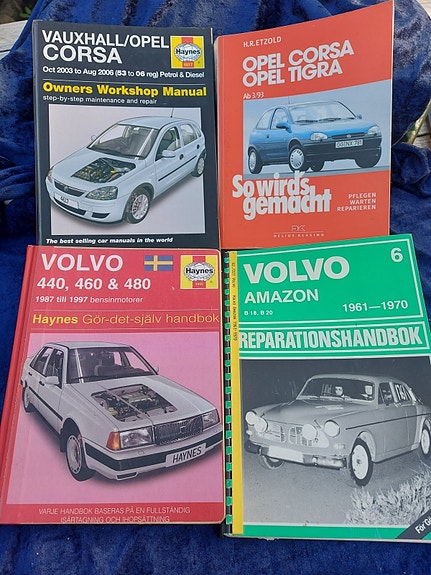 VAUXHALL/OPEL
CORSA
Haynes
Oct 2003 to Aug 2006 (53 to 06 reg) Petrol & Diesel
Owners Workshop Manual
step-by-step maintenance and repair
The best selling car manuals in the world
H.R. ETZOLD
OPEL CORSA
OPEL TIGRA
Ab 3/93
So wird's
gemacht
PFLEGEN
WARTEN
REPARIEREN
DELIUS KLASING
VOLVO
Haynes
440, 460 & 480
1987 till 1997 bensinmotorer
Haynes Gör-det-själv handbok
HAYNES
VARJE HANDBOK BASERAS PÅ EN FULLSTÄNDIG
ISÄRTAGNING OCH IHOPSÄTTNING
6
VOLVO
AMAZON
B 18, B 20
1961—1970
REPARATIONSHANDBOK